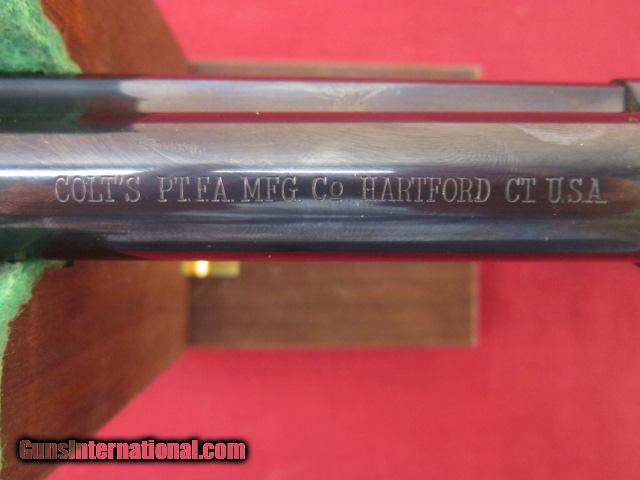 COLT'S PT. F.A. MFG. Co HARTFORD CT. U.S.A.
GunsInternational.com